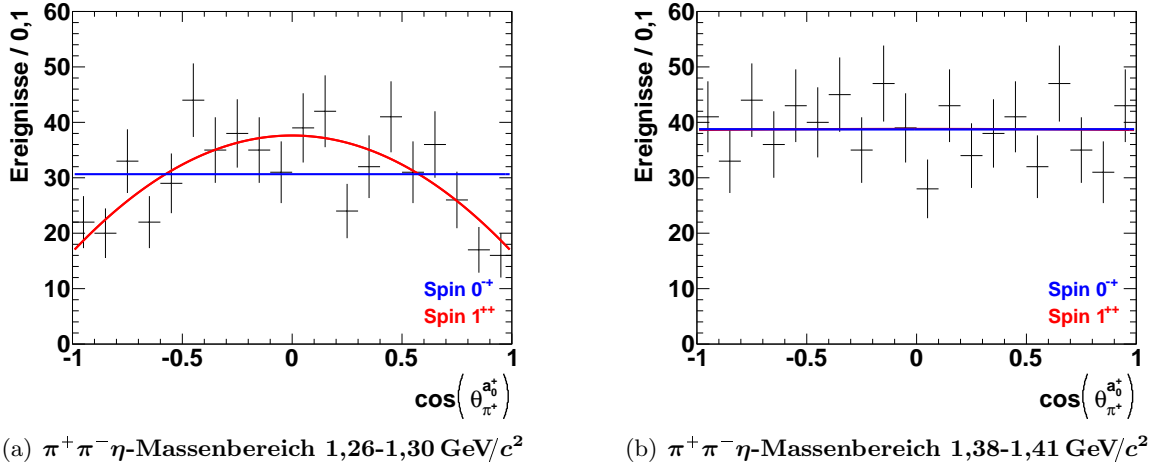 Ereignisse / 0,1
60
50
40
30
20
10
0
Spin 0⁻⁺
Spin 1⁺⁺
-1 -0.5 0 0.5 1
cos(θ_{π⁺}^{a₀⁺})
(a) π⁺π⁻η-Massenbereich 1,26-1,30 GeV/c²
Ereignisse / 0,1
60
50
40
30
20
10
0
Spin 0⁻⁺
Spin 1⁺⁺
-1 -0.5 0 0.5 1
cos(θ_{π⁺}^{a₀⁺})
(b) π⁺π⁻η-Massenbereich 1,38-1,41 GeV/c²